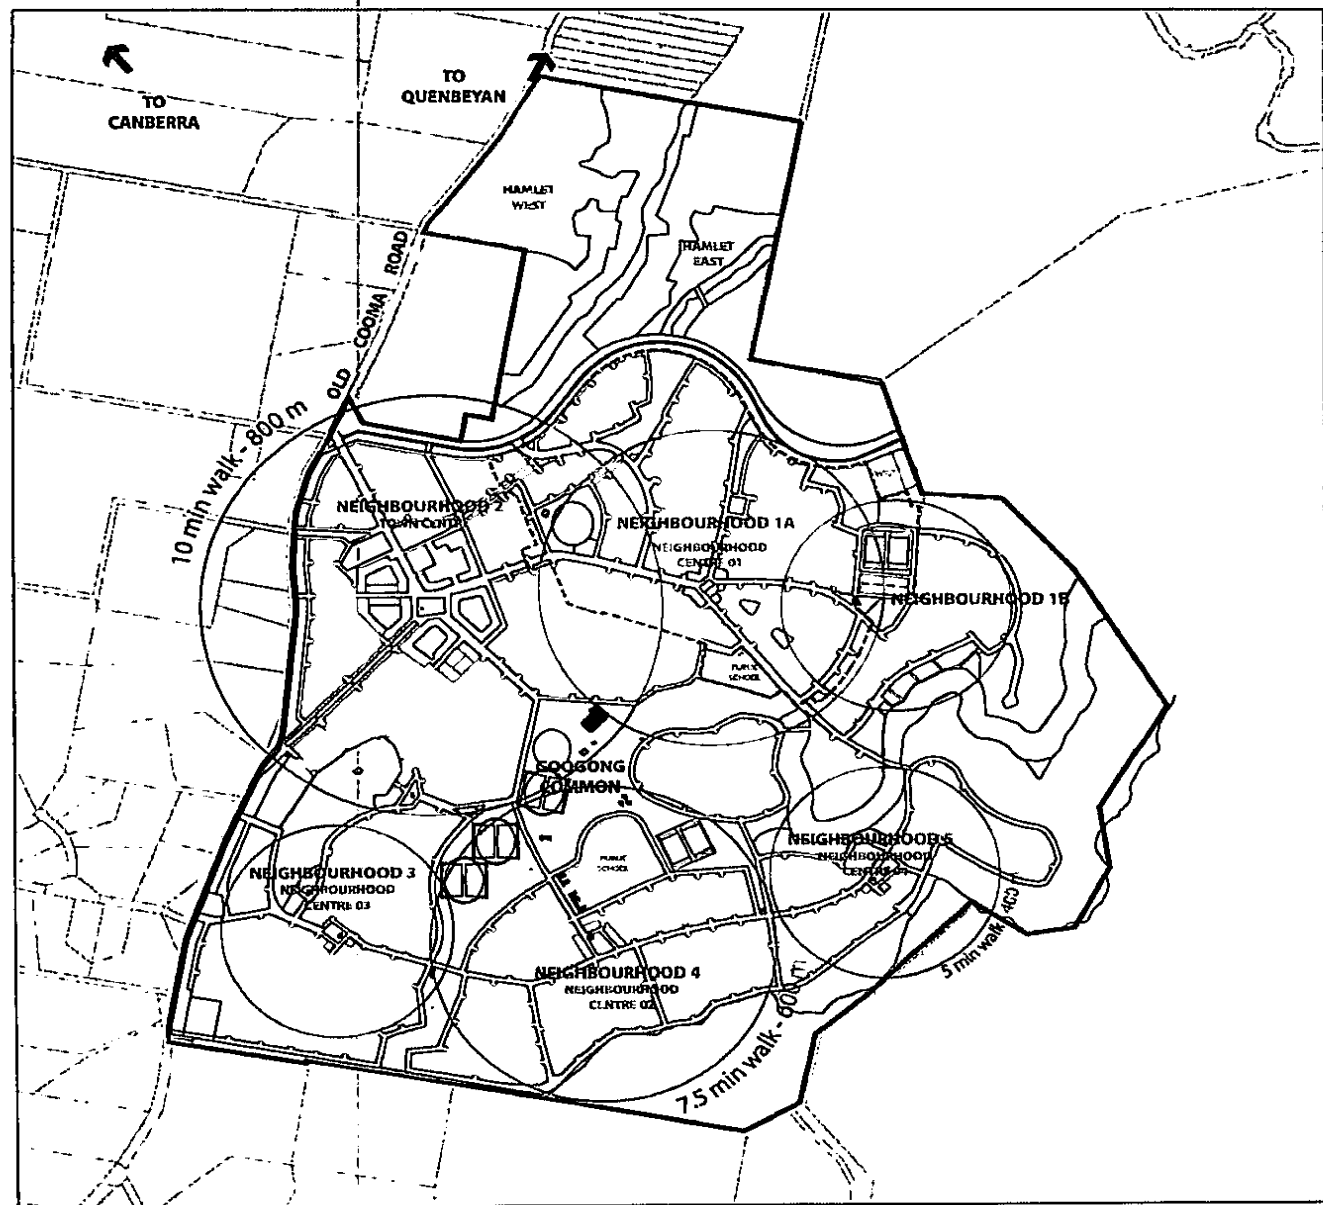 TO
CANBERRA
TO
QUENBEYAN
HAMLET
WEST
HAMLET
EAST
OLD COOMA ROAD
10 min walk - 800 m
NEIGHBOURHOOD 2
TOWN CENTRE
NEIGHBOURHOOD 1A
NEIGHBOURHOOD
CENTRE 01
NEIGHBOURHOOD 1B
PUBLIC
SCHOOL
GOOGONG
COMMON
NEIGHBOURHOOD 5
NEIGHBOURHOOD
PUBLIC
SCHOOL
NEIGHBOURHOOD 3
NEIGHBOURHOOD
CENTRE 03
5 min walk
NEIGHBOURHOOD 4
NEIGHBOURHOOD
CENTRE 02
7.5 min walk - 600 m